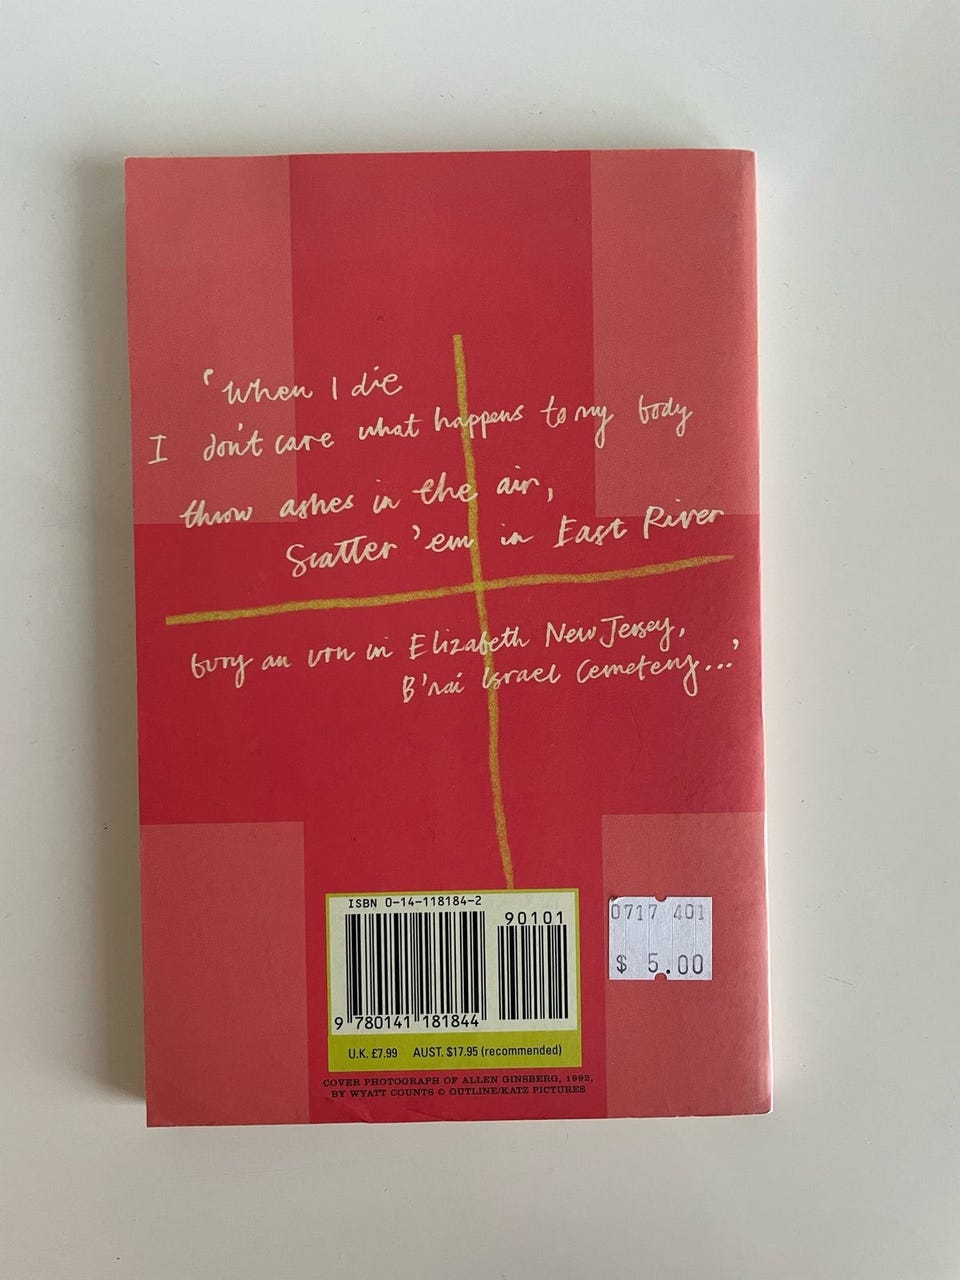 ‘When I die
I don't care what happens to my body
throw ashes in the air,
Scatter 'em in East River
bury an urn in Elizabeth New Jersey,
B'nai Israel Cemetery...’
ISBN 0-14-118184-2
90101
9 780141 181844
U.K. £7.99 AUST. $17.95 (recommended)
0717 401
$ 5.00
COVER PHOTOGRAPH OF ALLEN GINSBERG, 1992,
BY WYATT COUNTS © OUTLINE/KATZ PICTURES